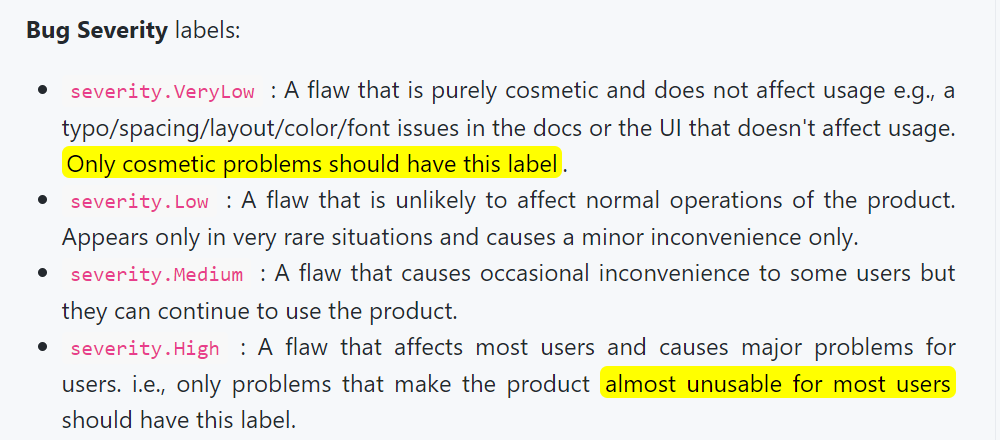 Bug Severity labels:
• severity.VeryLow : A flaw that is purely cosmetic and does not affect usage e.g., a
typo/spacing/layout/color/font issues in the docs or the UI that doesn't affect usage.
Only cosmetic problems should have this label.
• severity.Low : A flaw that is unlikely to affect normal operations of the product.
Appears only in very rare situations and causes a minor inconvenience only.
• severity.Medium : A flaw that causes occasional inconvenience to some users but
they can continue to use the product.
• severity.High : A flaw that affects most users and causes major problems for
users. i.e., only problems that make the product almost unusable for most users
should have this label.